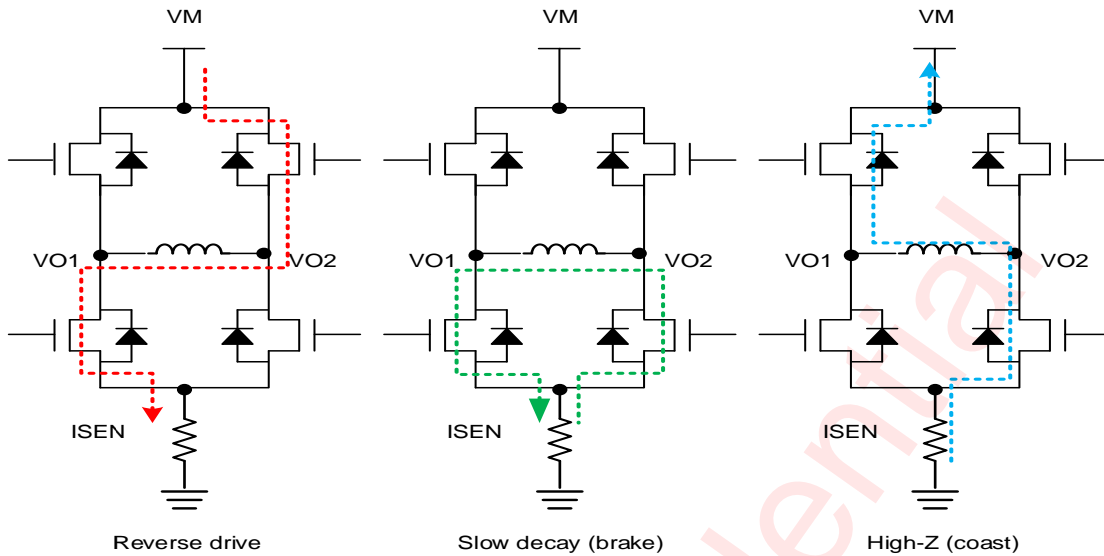 VM
VM
VM
VO1
VO2
VO1
VO2
VO1
VO2
ISEN
ISEN
ISEN
Reverse drive
Slow decay (brake)
High-Z (coast)
ential